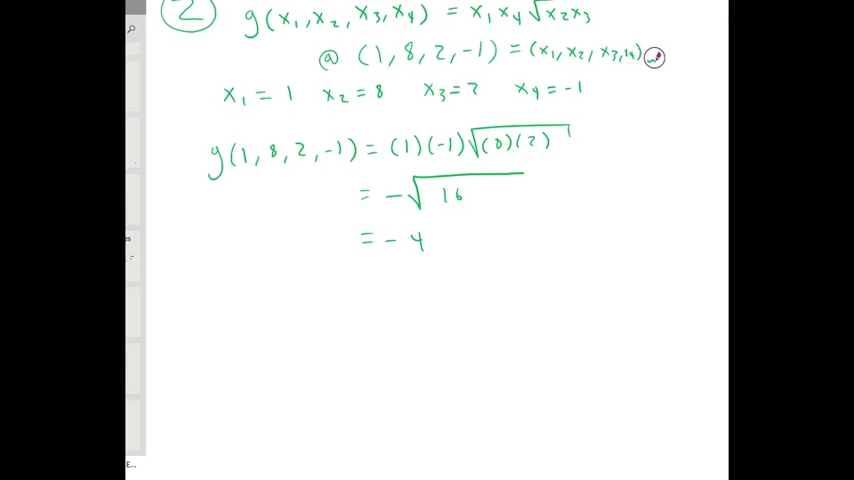 2 g(x₁, x₂, x₃, x₄) = x₁ x₄ √x₂x₃
@ (1, 8, 2, -1) = (x₁, x₂, x₃, x₄)
x₁ = 1 x₂ = 8 x₃ = 2 x₄ = -1
g(1, 8, 2, -1) = (1)(-1)√(8)(2)
= -√16
= -4
es
E...